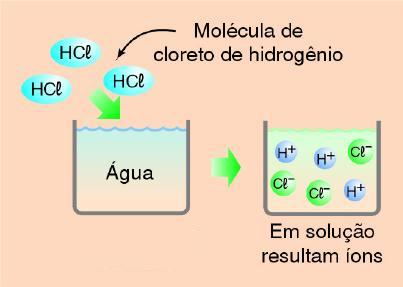 HCℓ
Molécula de
cloreto de hidrogênio
HCℓ
HCℓ
Água
H⁺
H⁺
Cℓ⁻
Cℓ⁻
Cℓ⁻
H⁺
Em solução
resultam íons